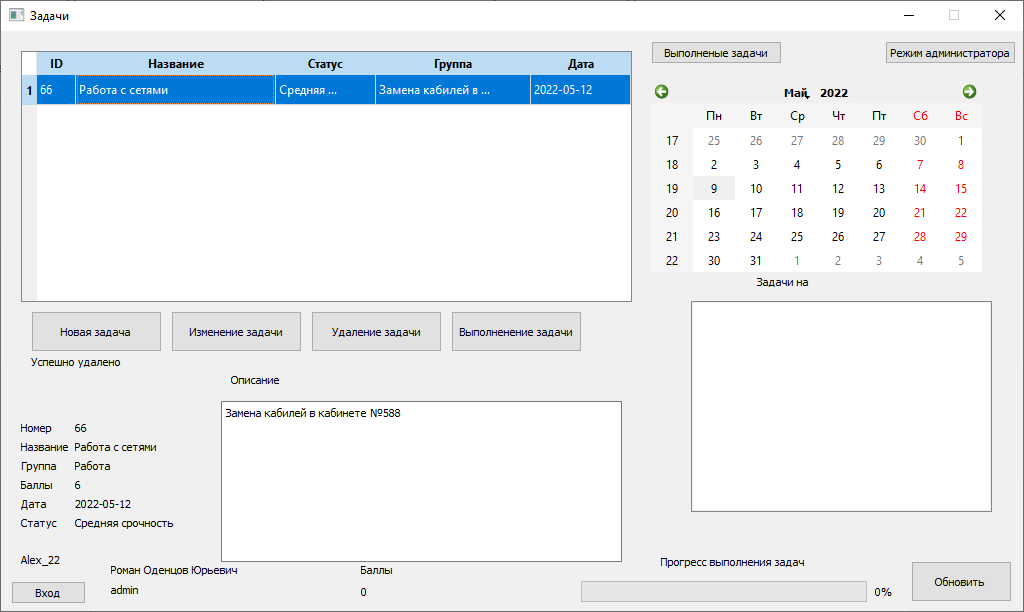 Задачи
ID Название Статус Группа Дата
1 66 Работа с сетями Средняя ... Замена кабилей в ... 2022-05-12
Новая задача Изменение задачи Удаление задачи Выполненение задачи
Успешно удалено
Описание
Замена кабилей в кабинете №588
Номер 66
Название Работа с сетями
Группа Работа
Баллы 6
Дата 2022-05-12
Статус Средняя срочность
Alex_22
Вход
Роман Оденцов Юрьевич
admin
Баллы
0
Выполненые задачи Режим администратора
Май, 2022
Пн Вт Ср Чт Пт Сб Вс
17 25 26 27 28 29 30 1
18 2 3 4 5 6 7 8
19 9 10 11 12 13 14 15
20 16 17 18 19 20 21 22
21 23 24 25 26 27 28 29
22 30 31 1 2 3 4 5
Задачи на
Прогресс выполнения задач
0%
Обновить